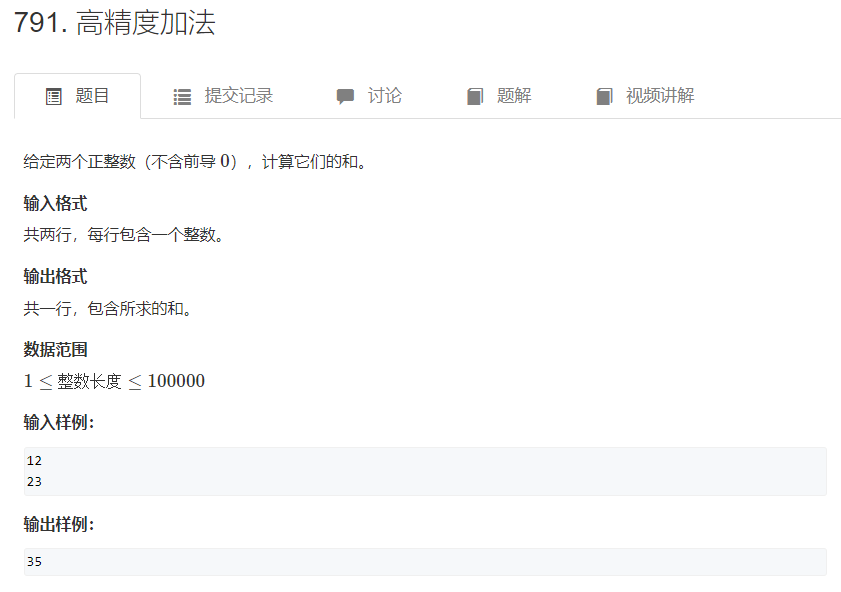 791. 高精度加法
题目 提交记录 讨论 题解 视频讲解
给定两个正整数（不含前导 0），计算它们的和。
输入格式
共两行，每行包含一个整数。
输出格式
共一行，包含所求的和。
数据范围
1 ≤ 整数长度 ≤ 100000
输入样例：
12
23
输出样例：
35